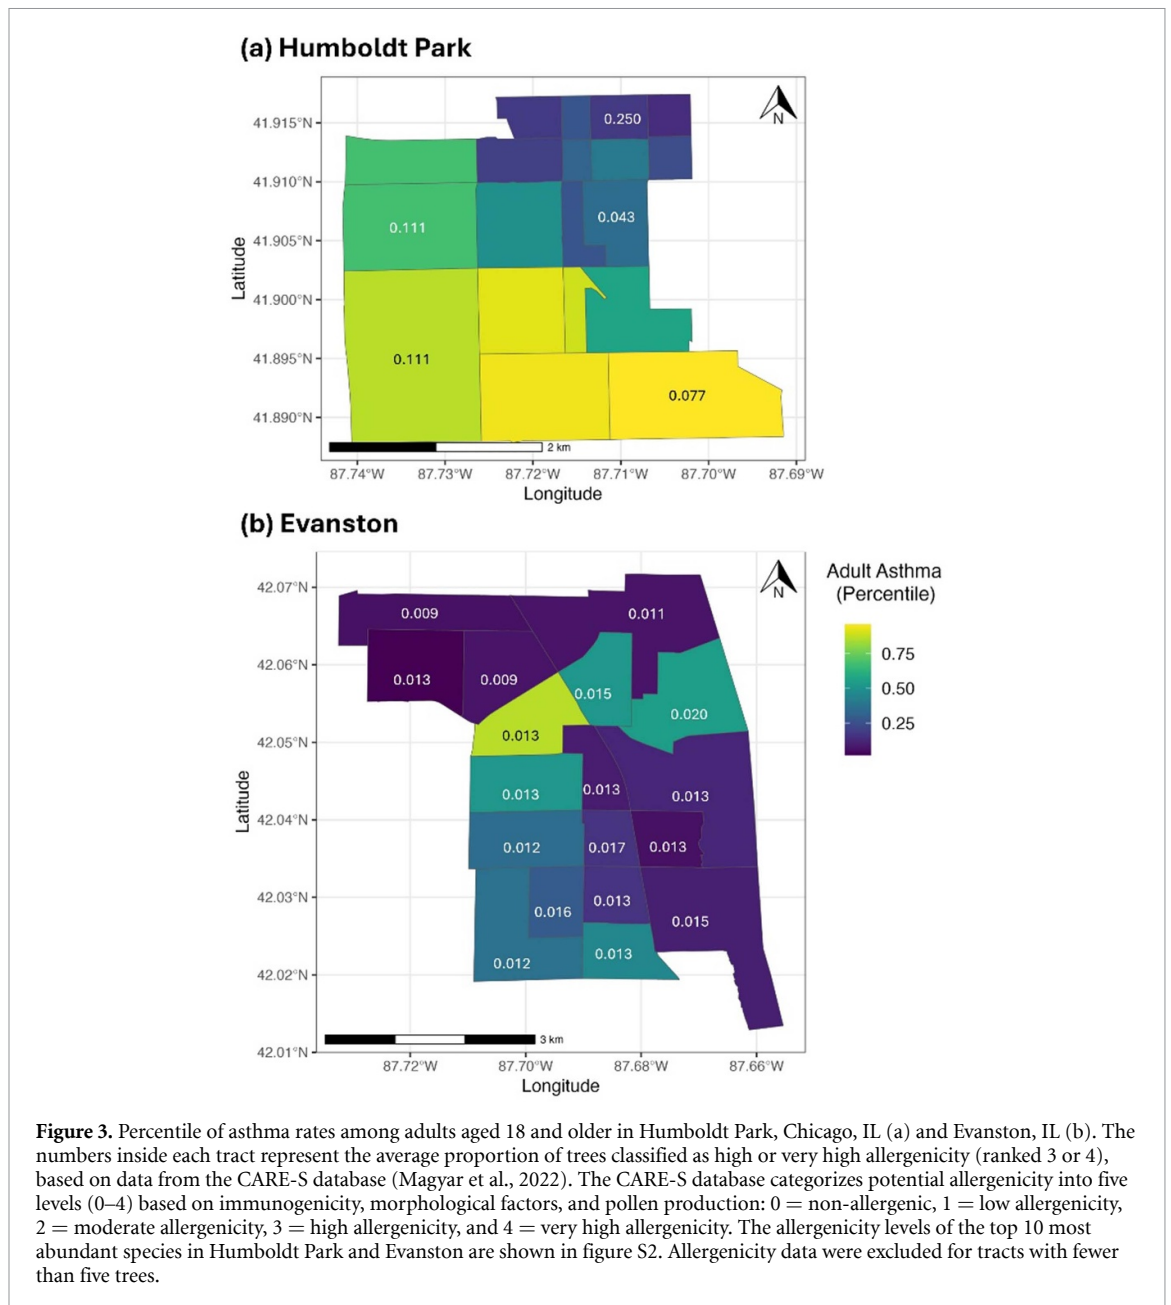 (a) Humboldt Park
N
41.915°N
41.910°N
41.905°N
41.900°N
41.895°N
41.890°N
Latitude
0.250
0.111
0.043
0.111
0.077
2 km
87.74°W 87.73°W 87.72°W 87.71°W 87.70°W 87.69°W
Longitude
(b) Evanston
N
42.07°N
42.06°N
42.05°N
42.04°N
42.03°N
42.02°N
42.01°N
Latitude
0.009
0.011
0.013
0.009
0.015
0.020
0.013
0.013
0.013
0.013
0.012
0.017
0.013
0.016
0.013
0.015
0.012
0.013
3 km
87.72°W 87.70°W 87.68°W 87.66°W
Longitude
Adult Asthma
(Percentile)
0.75
0.50
0.25
Figure 3. Percentile of asthma rates among adults aged 18 and older in Humboldt Park, Chicago, IL (a) and Evanston, IL (b). The
numbers inside each tract represent the average proportion of trees classified as high or very high allergenicity (ranked 3 or 4),
based on data from the CARE-S database (Magyar et al., 2022). The CARE-S database categorizes potential allergenicity into five
levels (0–4) based on immunogenicity, morphological factors, and pollen production: 0 = non-allergenic, 1 = low allergenicity,
2 = moderate allergenicity, 3 = high allergenicity, and 4 = very high allergenicity. The allergenicity levels of the top 10 most
abundant species in Humboldt Park and Evanston are shown in figure S2. Allergenicity data were excluded for tracts with fewer
than five trees.